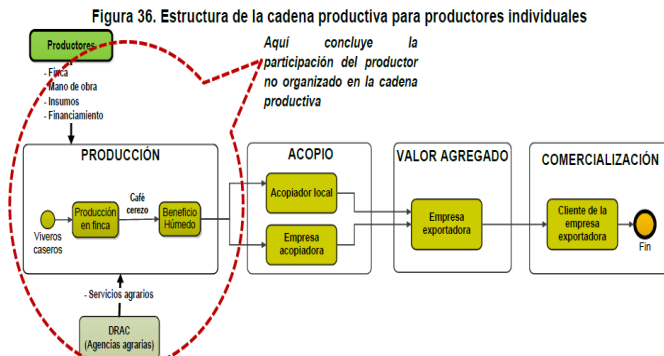 Figura 36. Estructura de la cadena productiva para productores individuales
Productores
- Finca
- Mano de obra
- Insumos
- Financiamiento
Aquí concluye la
participación del productor
no organizado en la cadena
productiva
PRODUCCIÓN
Viveros
caseros
Producción
en finca
Café
cerezo
Beneficio
Húmedo
- Servicios agrarios
DRAC
(Agencias agrarias)
ACOPIO
Acopiador local
Empresa
acopiadora
VALOR AGREGADO
Empresa
exportadora
COMERCIALIZACIÓN
Cliente de la
empresa
exportadora
Fin